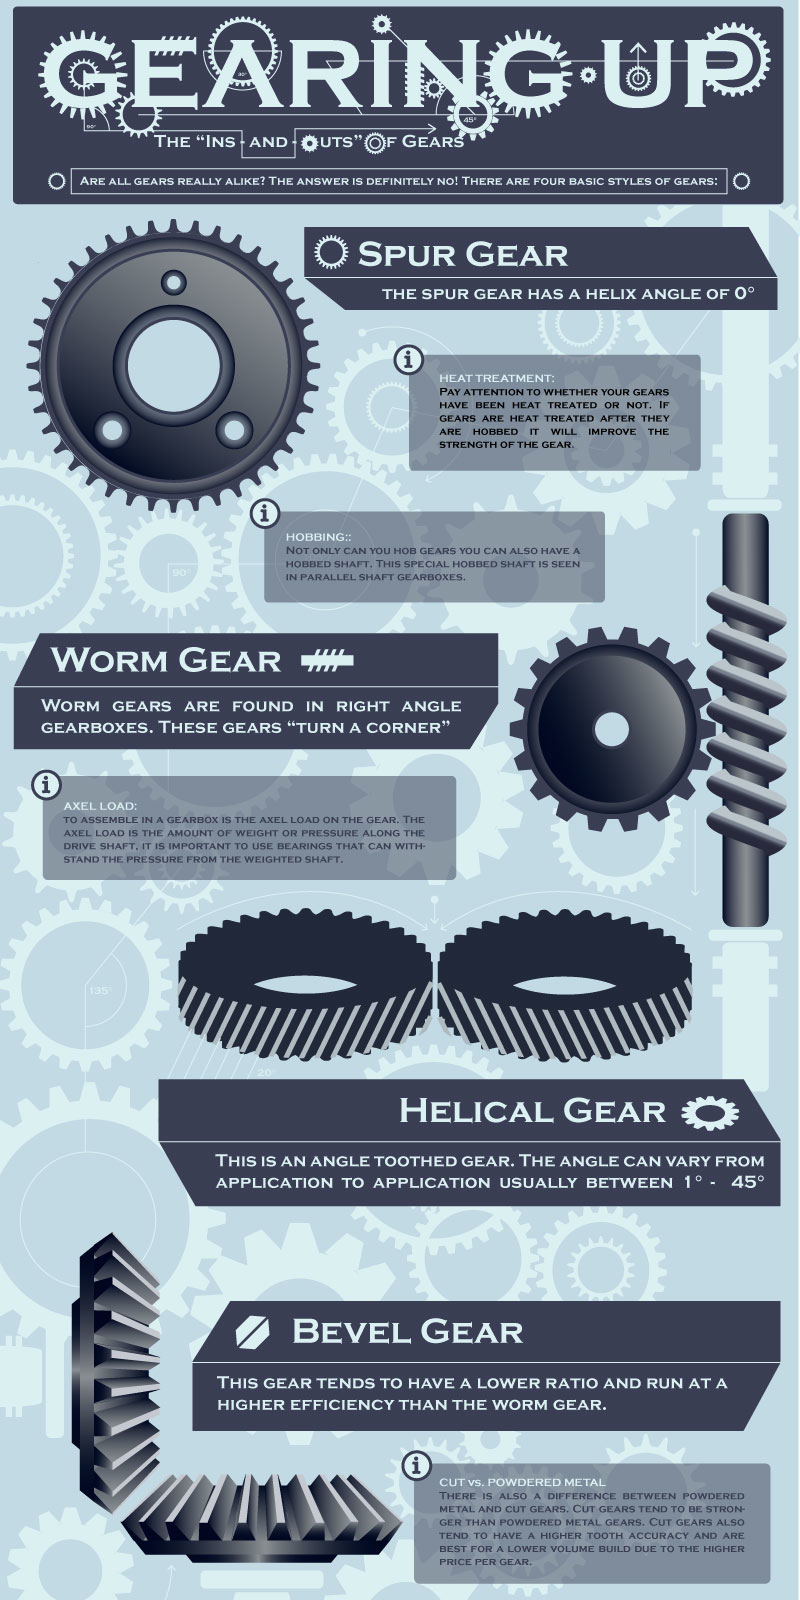 GEARING·UP
90°
30°
45°
THE "INS - AND - OUTS" OF GEARS
ARE ALL GEARS REALLY ALIKE? THE ANSWER IS DEFINITELY NO! THERE ARE FOUR BASIC STYLES OF GEARS:
SPUR GEAR
THE SPUR GEAR HAS A HELIX ANGLE OF 0°
i
HEAT TREATMENT:
PAY ATTENTION TO WHETHER YOUR GEARS
HAVE BEEN HEAT TREATED OR NOT. IF
GEARS ARE HEAT TREATED AFTER THEY
ARE HOBBED IT WILL IMPROVE THE
STRENGTH OF THE GEAR.
i
HOBBING::
NOT ONLY CAN YOU HOB GEARS YOU CAN ALSO HAVE A
HOBBED SHAFT. THIS SPECIAL HOBBED SHAFT IS SEEN
IN PARALLEL SHAFT GEARBOXES.
90°
WORM GEAR
WORM GEARS ARE FOUND IN RIGHT ANGLE
GEARBOXES. THESE GEARS "TURN A CORNER"
i
AXEL LOAD:
TO ASSEMBLE IN A GEARBOX IS THE AXEL LOAD ON THE GEAR. THE
AXEL LOAD IS THE AMOUNT OF WEIGHT OR PRESSURE ALONG THE
DRIVE SHAFT, IT IS IMPORTANT TO USE BEARINGS THAT CAN WITH-
STAND THE PRESSURE FROM THE WEIGHTED SHAFT.
135°
20°
HELICAL GEAR
THIS IS AN ANGLE TOOTHED GEAR. THE ANGLE CAN VARY FROM
APPLICATION TO APPLICATION USUALLY BETWEEN 1° - 45°
BEVEL GEAR
THIS GEAR TENDS TO HAVE A LOWER RATIO AND RUN AT A
HIGHER EFFICIENCY THAN THE WORM GEAR.
i
CUT vs. POWDERED METAL
THERE IS ALSO A DIFFERENCE BETWEEN POWDERED
METAL AND CUT GEARS. CUT GEARS TEND TO BE STRON-
GER THAN POWDERED METAL GEARS. CUT GEARS ALSO
TEND TO HAVE A HIGHER TOOTH ACCURACY AND ARE
BEST FOR A LOWER VOLUME BUILD DUE TO THE HIGHER
PRICE PER GEAR.